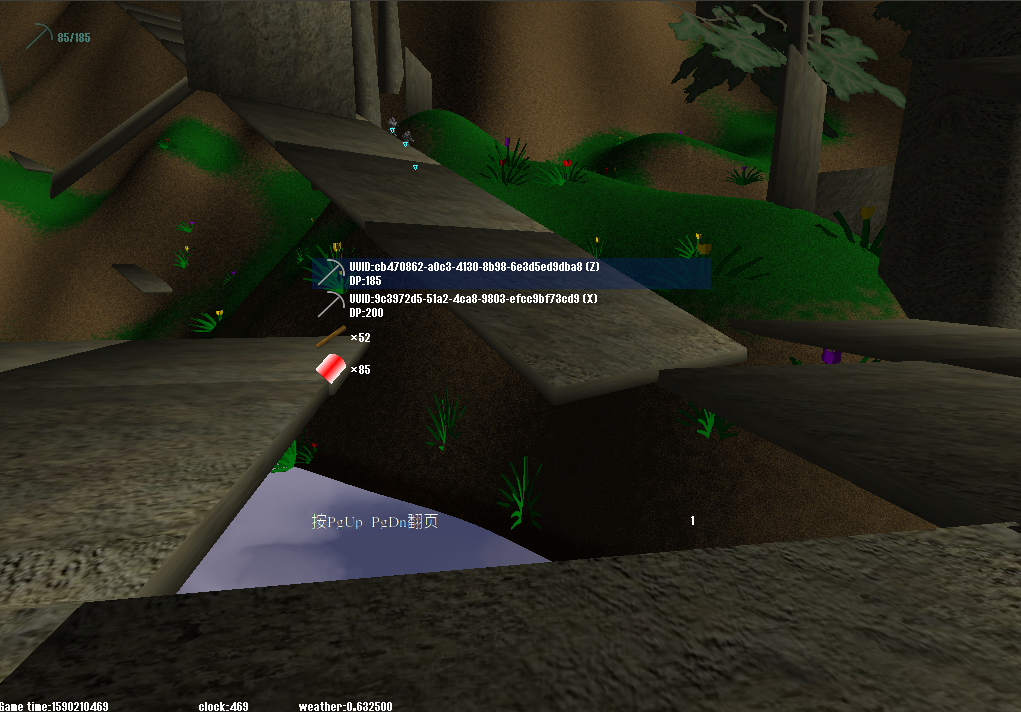 85/185
UUID:cb470862-a0c3-4130-8b98-6e3d5ed9dba8 (Z)
DP:185
UUID:9c3972d5-51a2-4ca8-9803-efcc9bf73cd9 (X)
DP:200
×52
×85
按PgUp PgDn翻页
1
Game time:1590210469 clock:469 weather:0.632500